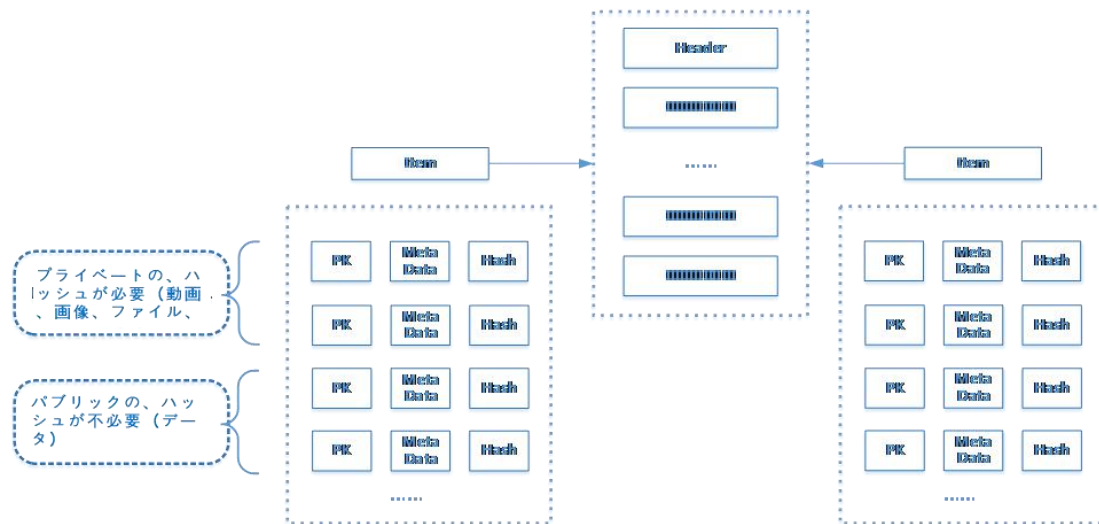 Header
……
Item
Item
プライベートの、ハ
ッシュが必要（動画
、画像、ファイル、
パブリックの、ハッ
シュが不必要（デー
タ）
PK
Meta
Data
Hash
PK
Meta
Data
Hash
PK
Meta
Data
Hash
PK
Meta
Data
Hash
……
PK
Meta
Data
Hash
PK
Meta
Data
Hash
PK
Meta
Data
Hash
PK
Meta
Data
Hash
……